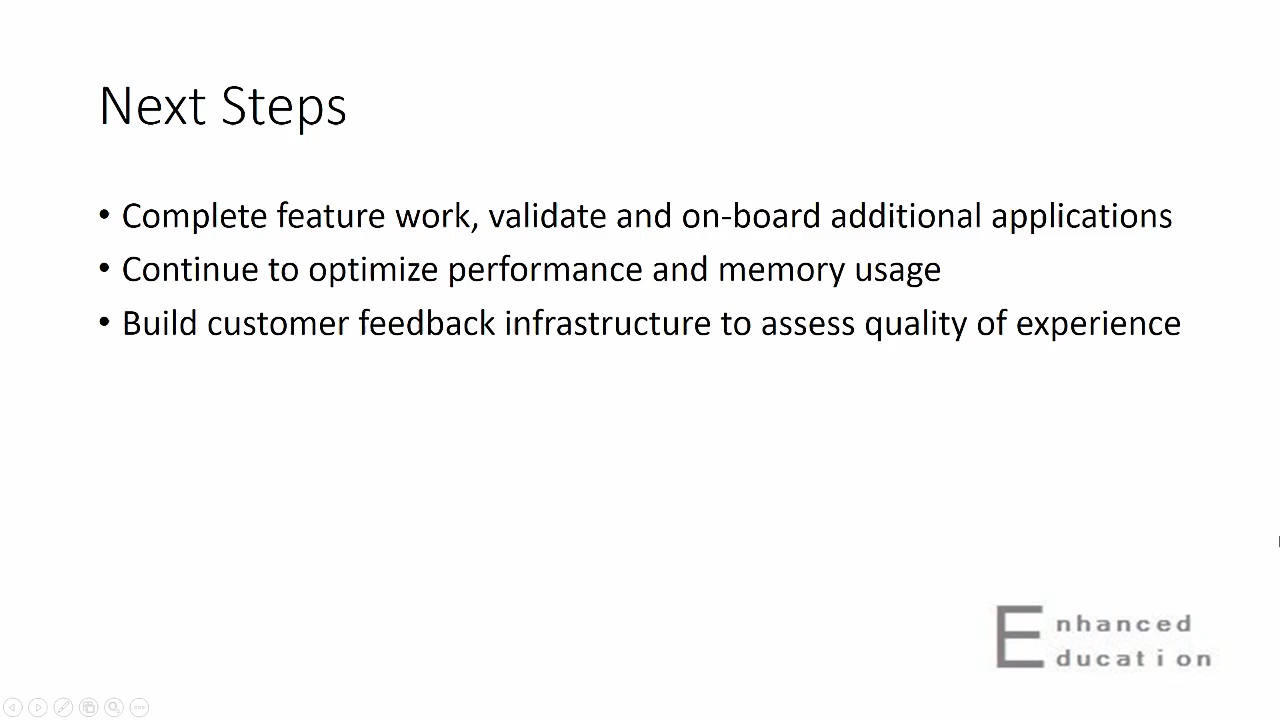 Next Steps
• Complete feature work, validate and on-board additional applications
• Continue to optimize performance and memory usage
• Build customer feedback infrastructure to assess quality of experience
Enhanced
Education